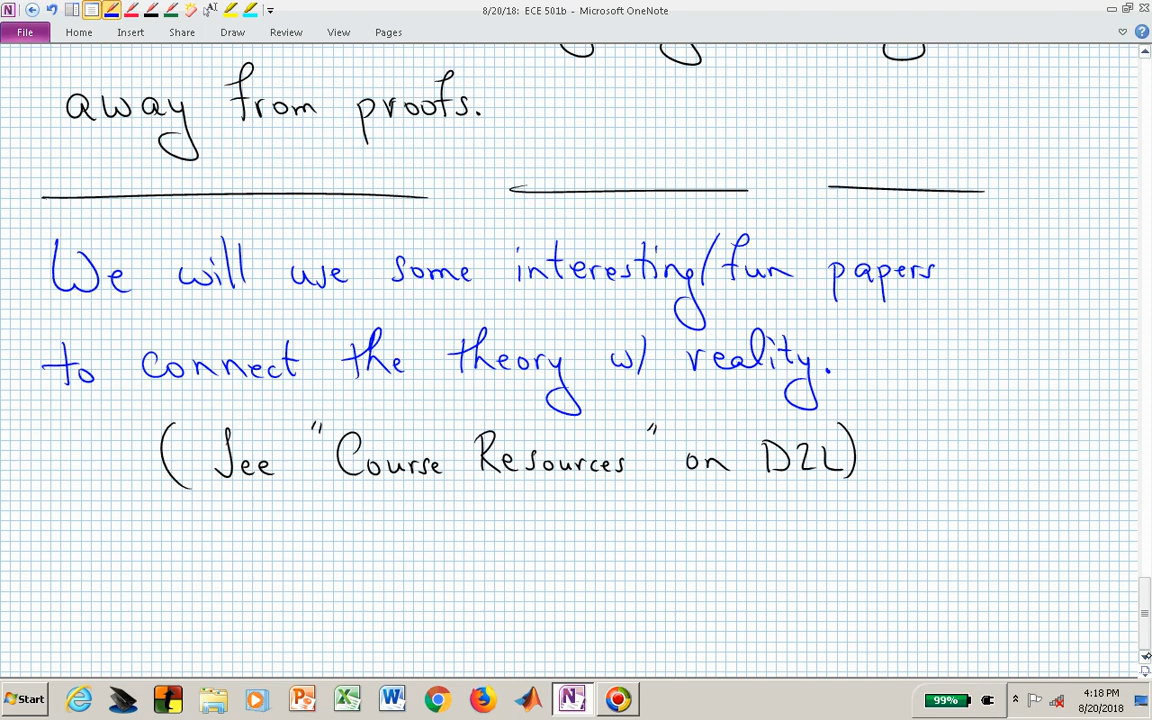 8/20/18: ECE 501b - Microsoft OneNote
File Home Insert Share Draw Review View Pages
away from proofs.
We will use some interesting/fun papers
to connect the theory w/ reality.
(See "Course Resources" on D2L)
Start 99% 4:18 PM
8/20/2018